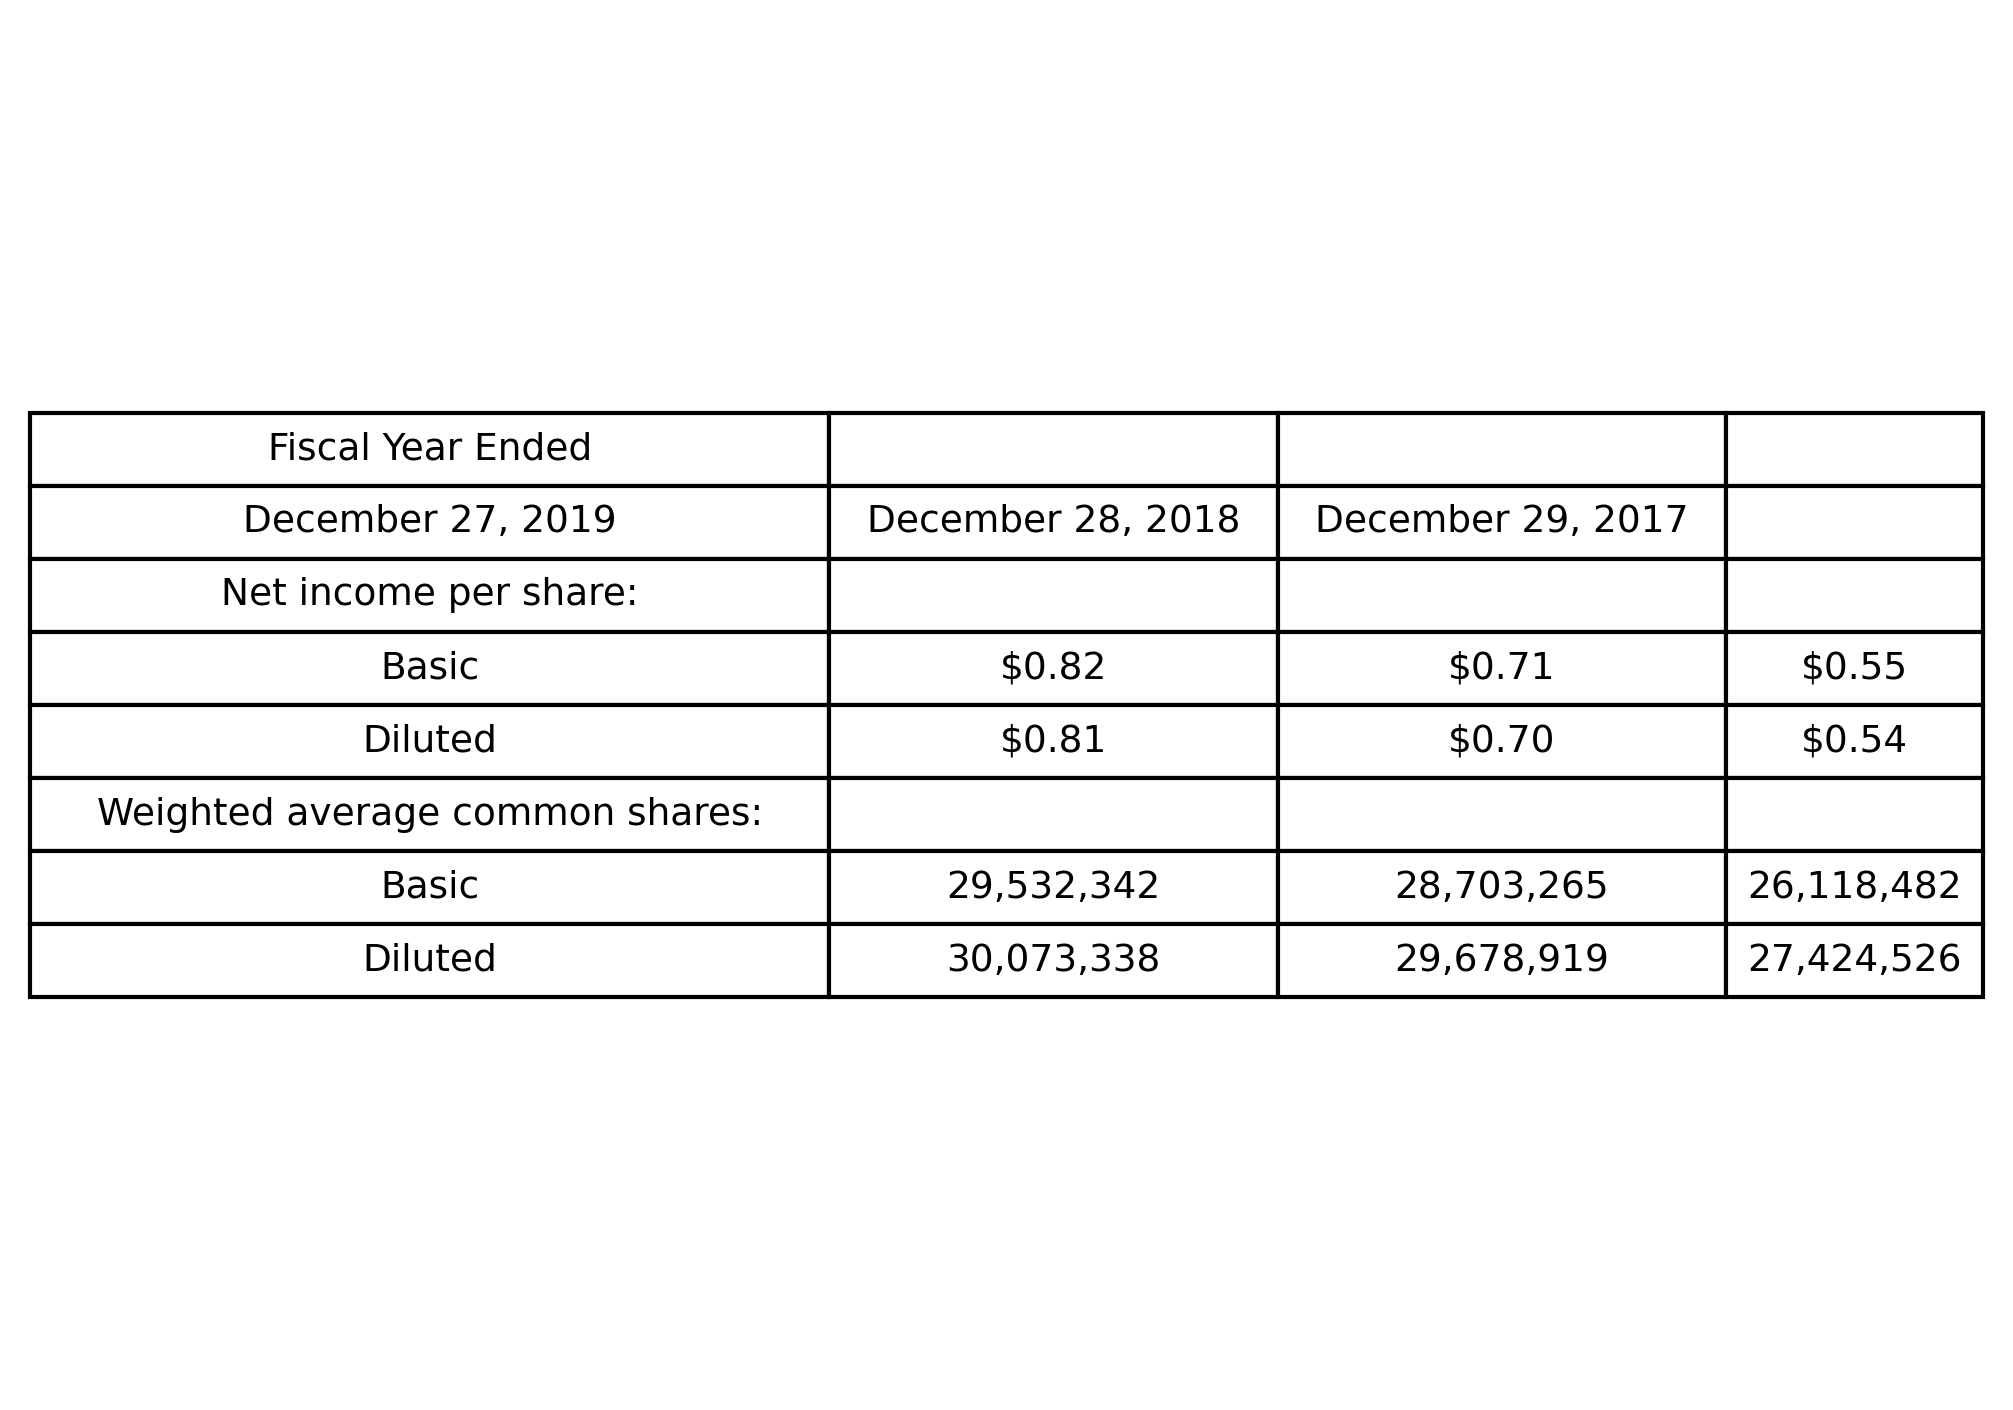 Fiscal Year Ended
December 27, 2019 December 28, 2018 December 29, 2017
Net income per share:
Basic $0.82 $0.71 $0.55
Diluted $0.81 $0.70 $0.54
Weighted average common shares:
Basic 29,532,342 28,703,265 26,118,482
Diluted 30,073,338 29,678,919 27,424,526